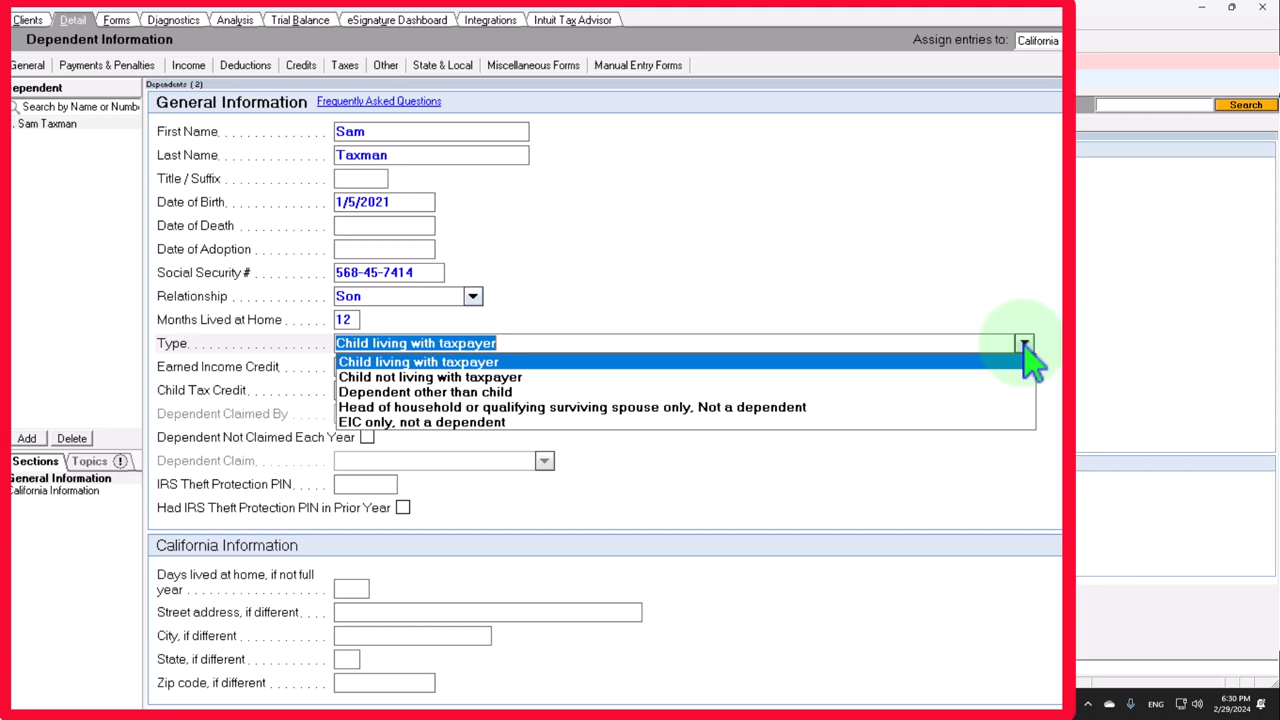 Clients Detail Forms Diagnostics Analysis Trial Balance eSignature Dashboard Integrations Intuit Tax Advisor
Dependent Information Assign entries to: California
General Payments & Penalties Income Deductions Credits Taxes Other State & Local Miscellaneous Forms Manual Entry Forms
ependent
Search by Name or Numbe
. Sam Taxman
Add Delete
Sections Topics
General Information
California Information
Dependents (2)
General Information Frequently Asked Questions
First Name Sam
Last Name Taxman
Title / Suffix
Date of Birth 1/5/2021
Date of Death
Date of Adoption
Social Security # 568-45-7414
Relationship Son
Months Lived at Home 12
Type Child living with taxpayer
Child living with taxpayer
Child not living with taxpayer
Dependent other than child
Head of household or qualifying surviving spouse only, Not a dependent
EIC only, not a dependent
Earned Income Credit
Child Tax Credit
Dependent Claimed By
Dependent Not Claimed Each Year
Dependent Claim
IRS Theft Protection PIN
Had IRS Theft Protection PIN in Prior Year
California Information
Days lived at home, if not full
year
Street address, if different
City, if different
State, if different
Zip code, if different
Search
ENG
6:30 PM
2/29/2024